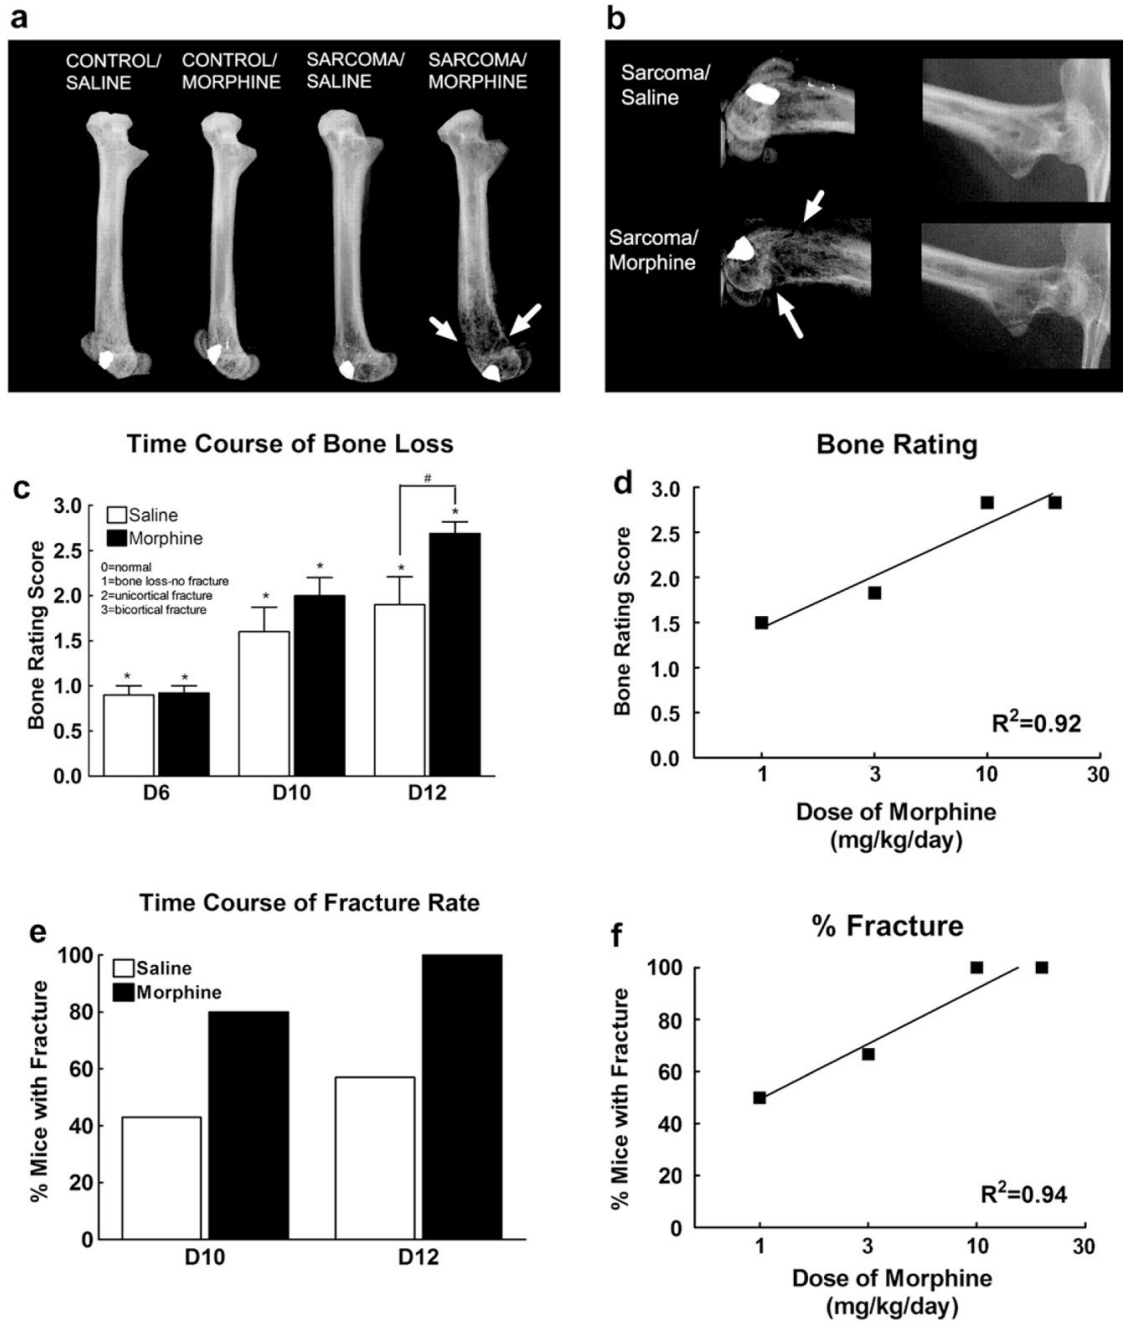 a
CONTROL/
SALINE
CONTROL/
MORPHINE
SARCOMA/
SALINE
SARCOMA/
MORPHINE
b
Sarcoma/
Saline
Sarcoma/
Morphine
Time Course of Bone Loss
c
Bone Rating Score
3.0
2.5
2.0
1.5
1.0
0.5
0.0
Saline
Morphine
0=normal
1=bone loss-no fracture
2=unicortical fracture
3=bicortical fracture
* * * * * *
#
D6 D10 D12
Bone Rating
d
Bone Rating Score
3.0
2.5
2.0
1.5
1.0
0.5
0.0
R²=0.92
1 3 10 30
Dose of Morphine
(mg/kg/day)
Time Course of Fracture Rate
e
% Mice with Fracture
100
80
60
40
20
0
Saline
Morphine
D10 D12
% Fracture
f
% Mice with Fracture
100
80
60
40
20
0
R²=0.94
1 3 10 30
Dose of Morphine
(mg/kg/day)